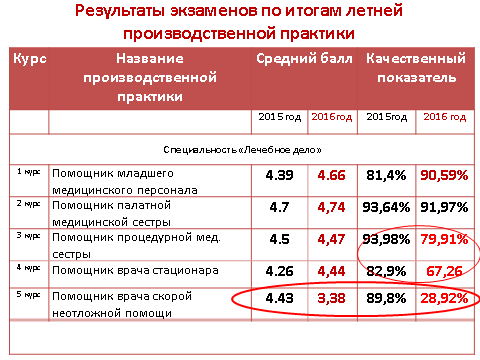 Результаты экзаменов по итогам летней
производственной практики
Курс Название производственной практики Средний балл Качественный показатель
2015 год 2016год 2015год 2016 год
Специальность «Лечебное дело»
1 курс Помощник младшего медицинского персонала 4.39 4.66 81,4% 90,59%
2 курс Помощник палатной медицинской сестры 4.7 4,74 93,64% 91,97%
3 курс Помощник процедурной мед. сестры 4.5 4,47 93,98% 79,91%
4 курс Помощник врача стационара 4.26 4,44 82,9% 67,26
5 курс Помощник врача скорой неотложной помощи 4.43 3,38 89,8% 28,92%